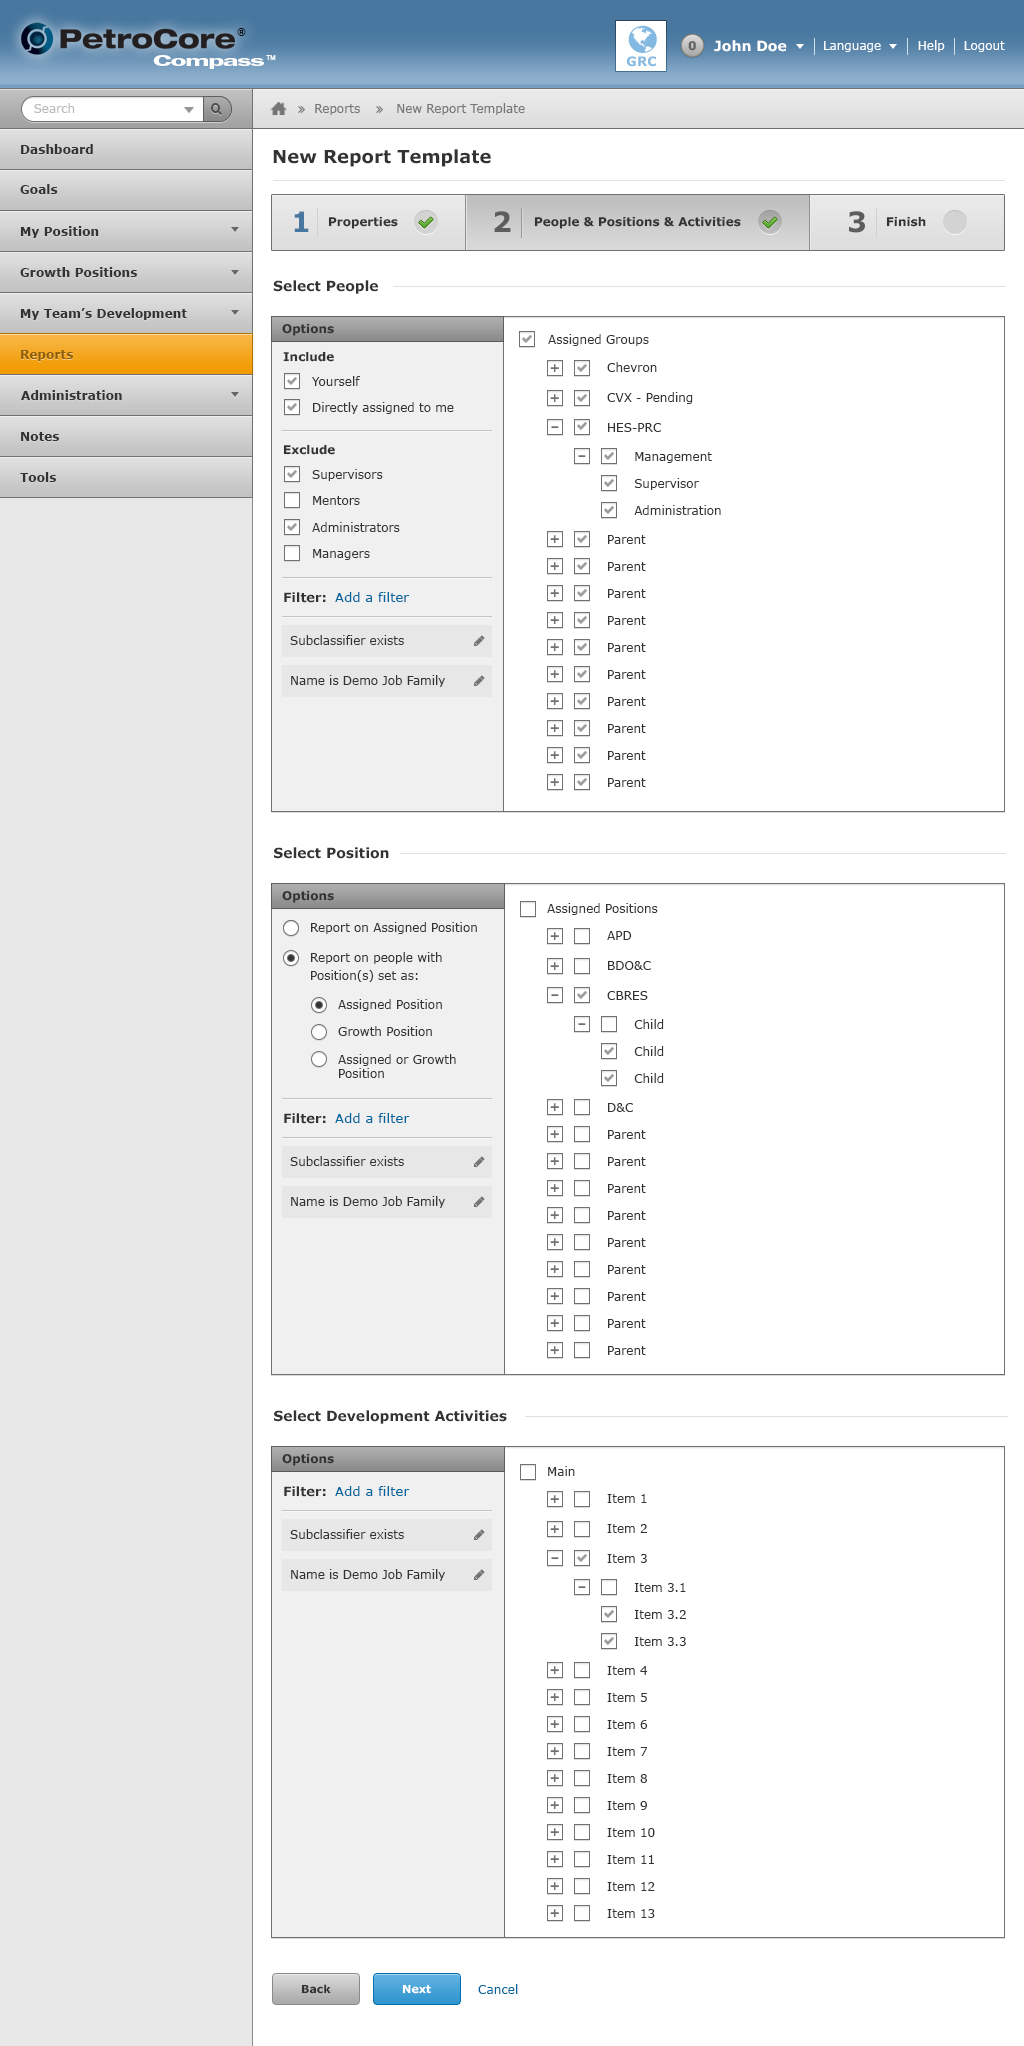 PetroCore®
Compass™
GRC
0
John Doe
Language
Help
Logout
Search
» Reports » New Report Template
Dashboard
Goals
My Position
Growth Positions
My Team's Development
Reports
Administration
Notes
Tools
New Report Template
1 Properties
2 People & Positions & Activities
3 Finish
Select People
Options
Include
Yourself
Directly assigned to me
Exclude
Supervisors
Mentors
Administrators
Managers
Filter: Add a filter
Subclassifier exists
Name is Demo Job Family
Assigned Groups
Chevron
CVX - Pending
HES-PRC
Management
Supervisor
Administration
Parent
Parent
Parent
Parent
Parent
Parent
Parent
Parent
Parent
Parent
Select Position
Options
Report on Assigned Position
Report on people with
Position(s) set as:
Assigned Position
Growth Position
Assigned or Growth
Position
Filter: Add a filter
Subclassifier exists
Name is Demo Job Family
Assigned Positions
APD
BDO&C
CBRES
Child
Child
Child
D&C
Parent
Parent
Parent
Parent
Parent
Parent
Parent
Parent
Parent
Select Development Activities
Options
Filter: Add a filter
Subclassifier exists
Name is Demo Job Family
Main
Item 1
Item 2
Item 3
Item 3.1
Item 3.2
Item 3.3
Item 4
Item 5
Item 6
Item 7
Item 8
Item 9
Item 10
Item 11
Item 12
Item 13
Back
Next
Cancel